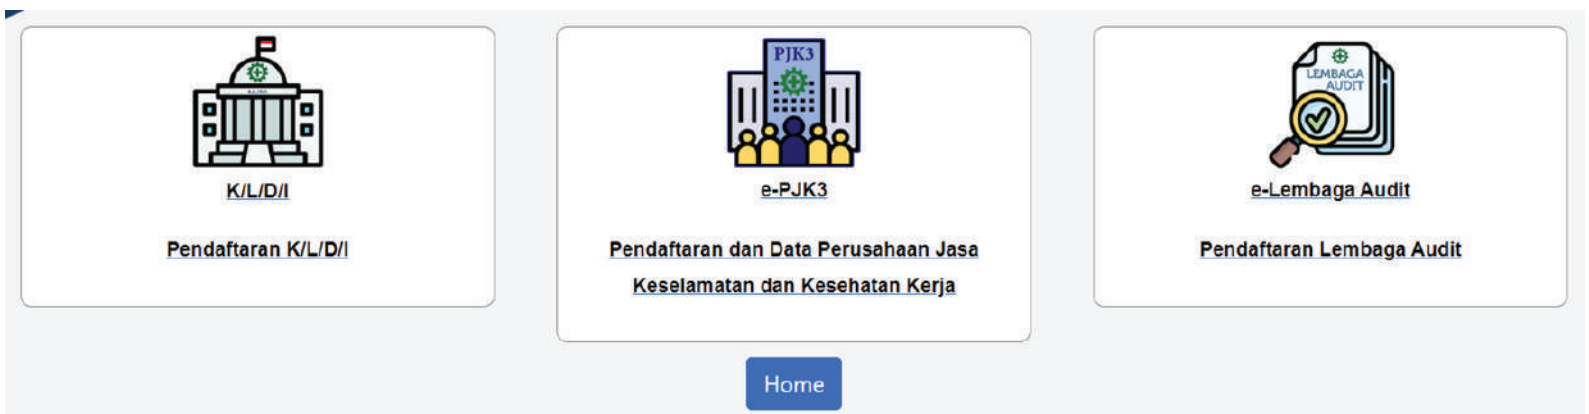 PJK3
LEMBAGA
AUDIT
K/L/D/I
e-PJK3
e-Lembaga Audit
Pendaftaran K/L/D/I
Pendaftaran dan Data Perusahaan Jasa
Keselamatan dan Kesehatan Kerja
Pendaftaran Lembaga Audit
Home